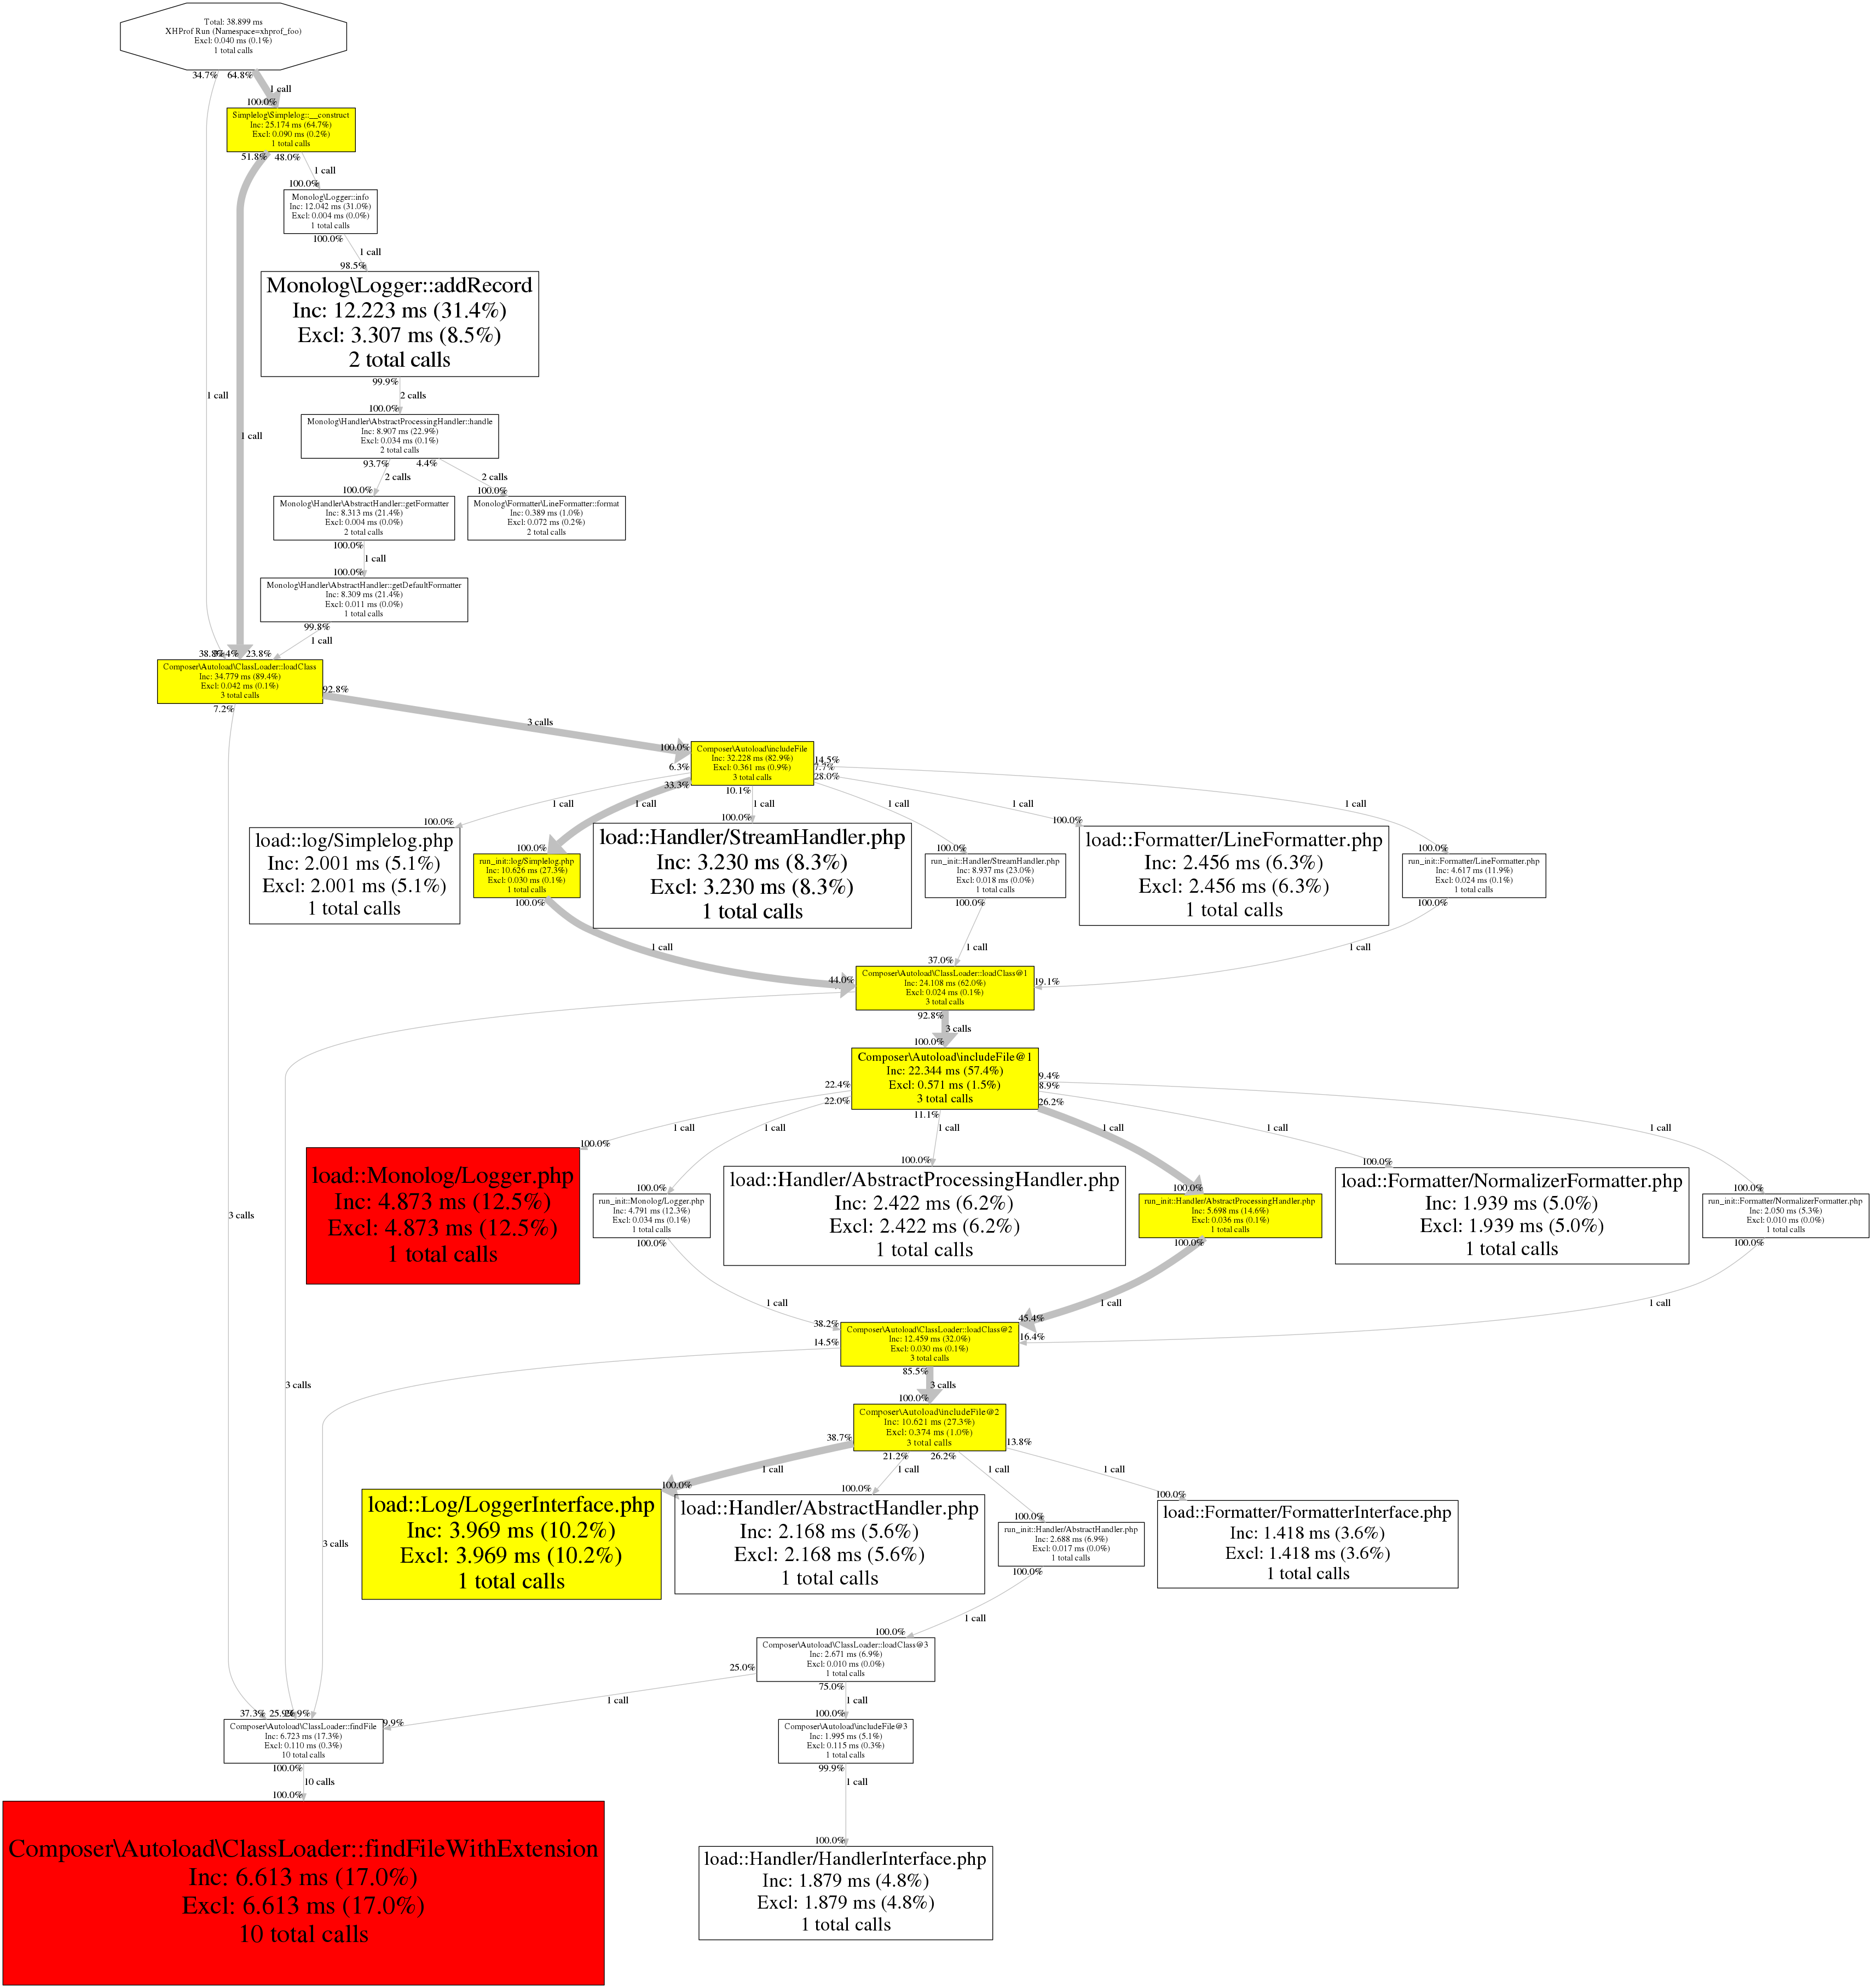 Total: 38.899 ms
XHProf Run (Namespace=xhprof_foo)
Excl: 0.040 ms (0.1%)
1 total calls
34.7%
64.8%
1 call
100.0%
Simplelog\Simplelog::__construct
Inc: 25.174 ms (64.7%)
Excl: 0.090 ms (0.2%)
1 total calls
51.8%
48.0%
1 call
100.0%
Monolog\Logger::info
Inc: 12.042 ms (31.0%)
Excl: 0.004 ms (0.0%)
1 total calls
100.0%
1 call
98.5%
Monolog\Logger::addRecord
Inc: 12.223 ms (31.4%)
Excl: 3.307 ms (8.5%)
2 total calls
99.9%
1 call
2 calls
100.0%
Monolog\Handler\AbstractProcessingHandler::handle
Inc: 8.907 ms (22.9%)
Excl: 0.034 ms (0.1%)
2 total calls
1 call
93.7%
4.4%
2 calls
2 calls
100.0%
100.0%
Monolog\Handler\AbstractHandler::getFormatter
Inc: 8.313 ms (21.4%)
Excl: 0.004 ms (0.0%)
2 total calls
Monolog\Formatter\LineFormatter::format
Inc: 0.389 ms (1.0%)
Excl: 0.072 ms (0.2%)
2 total calls
100.0%
1 call
100.0%
Monolog\Handler\AbstractHandler::getDefaultFormatter
Inc: 8.309 ms (21.4%)
Excl: 0.011 ms (0.0%)
1 total calls
99.8%
1 call
23.8%
Composer\Autoload\ClassLoader::loadClass
Inc: 34.779 ms (89.4%)
Excl: 0.042 ms (0.1%)
3 total calls
92.8%
7.2%
3 calls
100.0%
Composer\Autoload\includeFile
Inc: 32.228 ms (82.9%)
Excl: 0.361 ms (0.9%)
3 total calls
14.5%
7.7%
28.0%
6.3%
33.3%
10.1%
1 call
1 call
1 call
1 call
1 call
1 call
100.0%
load::log/Simplelog.php
Inc: 2.001 ms (5.1%)
Excl: 2.001 ms (5.1%)
1 total calls
100.0%
run_init::log/Simplelog.php
Inc: 10.626 ms (27.3%)
Excl: 0.030 ms (0.1%)
1 total calls
100.0%
100.0%
load::Handler/StreamHandler.php
Inc: 3.230 ms (8.3%)
Excl: 3.230 ms (8.3%)
1 total calls
100.0%
run_init::Handler/StreamHandler.php
Inc: 8.937 ms (23.0%)
Excl: 0.018 ms (0.0%)
1 total calls
100.0%
100.0%
load::Formatter/LineFormatter.php
Inc: 2.456 ms (6.3%)
Excl: 2.456 ms (6.3%)
1 total calls
100.0%
run_init::Formatter/LineFormatter.php
Inc: 4.617 ms (11.9%)
Excl: 0.024 ms (0.1%)
1 total calls
100.0%
1 call
1 call
1 call
44.0%
37.0%
19.1%
Composer\Autoload\ClassLoader::loadClass@1
Inc: 24.108 ms (62.0%)
Excl: 0.024 ms (0.1%)
3 total calls
92.8%
3 calls
100.0%
Composer\Autoload\includeFile@1
Inc: 22.344 ms (57.4%)
Excl: 0.571 ms (1.5%)
3 total calls
22.4%
22.0%
11.1%
9.4%
8.9%
26.2%
1 call
1 call
1 call
1 call
1 call
1 call
100.0%
load::Monolog/Logger.php
Inc: 4.873 ms (12.5%)
Excl: 4.873 ms (12.5%)
1 total calls
100.0%
run_init::Monolog/Logger.php
Inc: 4.791 ms (12.3%)
Excl: 0.034 ms (0.1%)
1 total calls
100.0%
100.0%
load::Handler/AbstractProcessingHandler.php
Inc: 2.422 ms (6.2%)
Excl: 2.422 ms (6.2%)
1 total calls
100.0%
run_init::Handler/AbstractProcessingHandler.php
Inc: 5.698 ms (14.6%)
Excl: 0.036 ms (0.1%)
1 total calls
100.0%
100.0%
load::Formatter/NormalizerFormatter.php
Inc: 1.939 ms (5.0%)
Excl: 1.939 ms (5.0%)
1 total calls
100.0%
run_init::Formatter/NormalizerFormatter.php
Inc: 2.050 ms (5.3%)
Excl: 0.010 ms (0.0%)
1 total calls
100.0%
3 calls
1 call
1 call
1 call
38.2%
45.4%
16.4%
14.5%
Composer\Autoload\ClassLoader::loadClass@2
Inc: 12.459 ms (32.0%)
Excl: 0.030 ms (0.1%)
3 total calls
85.5%
3 calls
3 calls
100.0%
Composer\Autoload\includeFile@2
Inc: 10.621 ms (27.3%)
Excl: 0.374 ms (1.0%)
3 total calls
38.7%
21.2%
26.2%
13.8%
1 call
1 call
1 call
1 call
100.0%
load::Log/LoggerInterface.php
Inc: 3.969 ms (10.2%)
Excl: 3.969 ms (10.2%)
1 total calls
100.0%
load::Handler/AbstractHandler.php
Inc: 2.168 ms (5.6%)
Excl: 2.168 ms (5.6%)
1 total calls
100.0%
run_init::Handler/AbstractHandler.php
Inc: 2.688 ms (6.9%)
Excl: 0.017 ms (0.0%)
1 total calls
100.0%
100.0%
load::Formatter/FormatterInterface.php
Inc: 1.418 ms (3.6%)
Excl: 1.418 ms (3.6%)
1 total calls
3 calls
1 call
100.0%
Composer\Autoload\ClassLoader::loadClass@3
Inc: 2.671 ms (6.9%)
Excl: 0.010 ms (0.0%)
1 total calls
25.0%
75.0%
1 call
1 call
37.3%
9.9%
Composer\Autoload\ClassLoader::findFile
Inc: 6.723 ms (17.3%)
Excl: 0.110 ms (0.3%)
10 total calls
100.0%
Composer\Autoload\includeFile@3
Inc: 1.995 ms (5.1%)
Excl: 0.115 ms (0.3%)
1 total calls
100.0%
10 calls
100.0%
99.9%
1 call
100.0%
Composer\Autoload\ClassLoader::findFileWithExtension
Inc: 6.613 ms (17.0%)
Excl: 6.613 ms (17.0%)
10 total calls
load::Handler/HandlerInterface.php
Inc: 1.879 ms (4.8%)
Excl: 1.879 ms (4.8%)
1 total calls